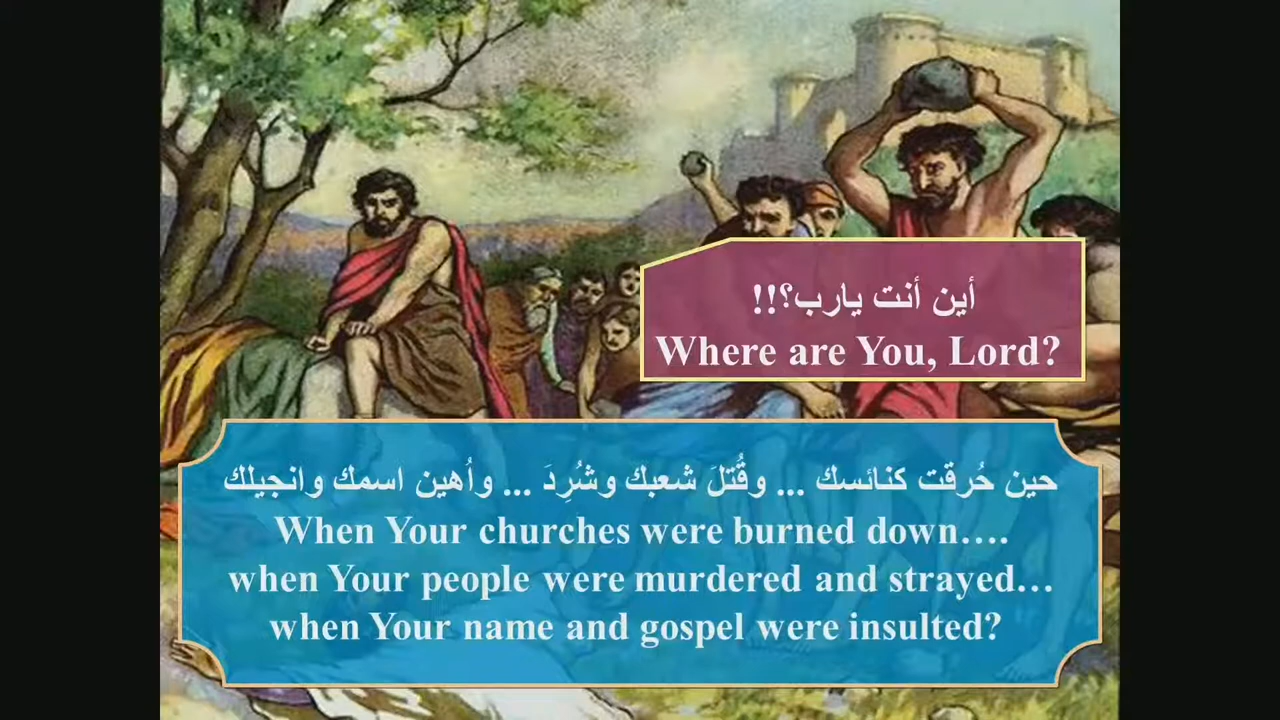 أين أنت يارب؟!!
Where are You, Lord?
حين حُرقت كنائسك ... وقُتلَ شعبك وشُرِدَ ... واُهين اسمك وانجيلك
When Your churches were burned down….
when Your people were murdered and strayed…
when Your name and gospel were insulted?